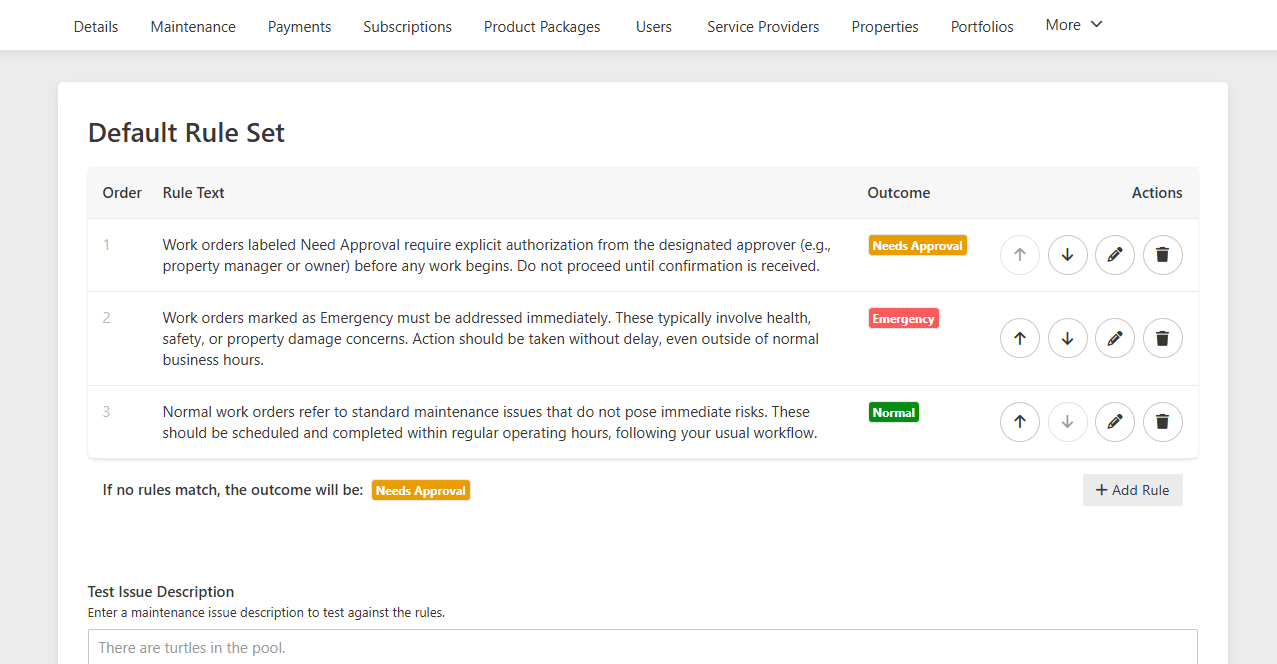 Details Maintenance Payments Subscriptions Product Packages Users Service Providers Properties Portfolios More
Default Rule Set
Order Rule Text Outcome Actions
1 Work orders labeled Need Approval require explicit authorization from the designated approver (e.g., Needs Approval
property manager or owner) before any work begins. Do not proceed until confirmation is received.
2 Work orders marked as Emergency must be addressed immediately. These typically involve health, Emergency
safety, or property damage concerns. Action should be taken without delay, even outside of normal
business hours.
3 Normal work orders refer to standard maintenance issues that do not pose immediate risks. These Normal
should be scheduled and completed within regular operating hours, following your usual workflow.
If no rules match, the outcome will be: Needs Approval + Add Rule
Test Issue Description
Enter a maintenance issue description to test against the rules.
There are turtles in the pool.